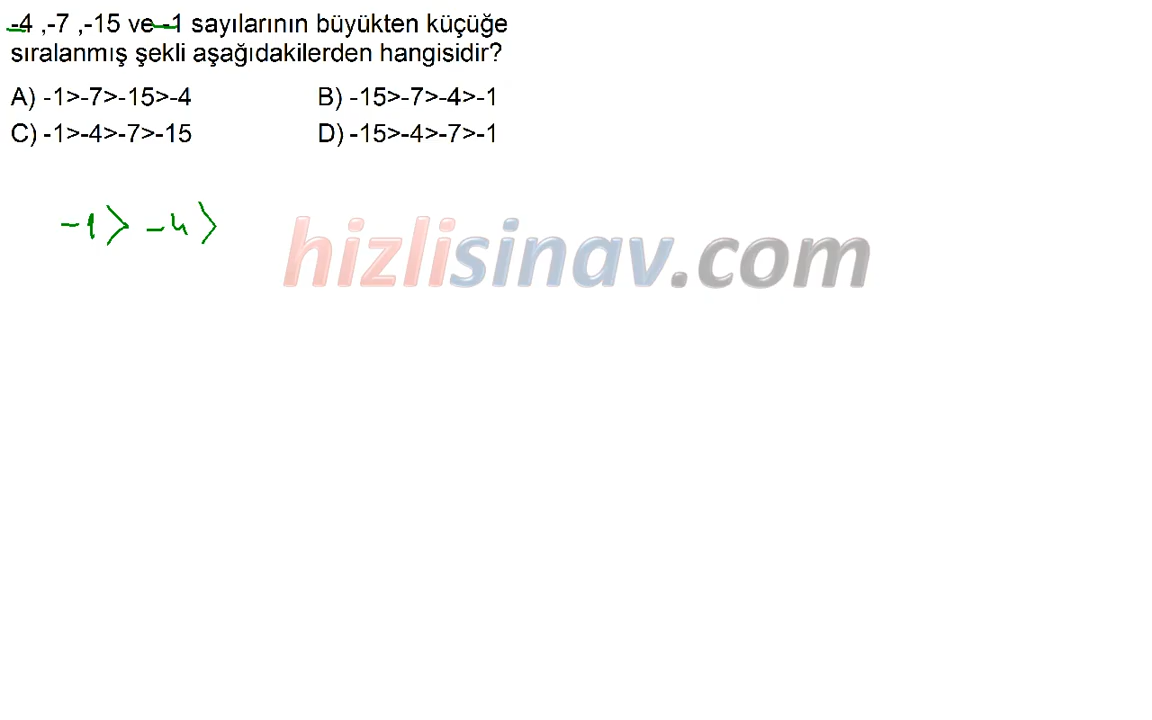 -4 ,-7 ,-15 ve -1 sayılarının büyükten küçüğe
sıralanmış şekli aşağıdakilerden hangisidir?
A) -1>-7>-15>-4
B) -15>-7>-4>-1
C) -1>-4>-7>-15
D) -15>-4>-7>-1
-1> -4>
hizlisinav.com